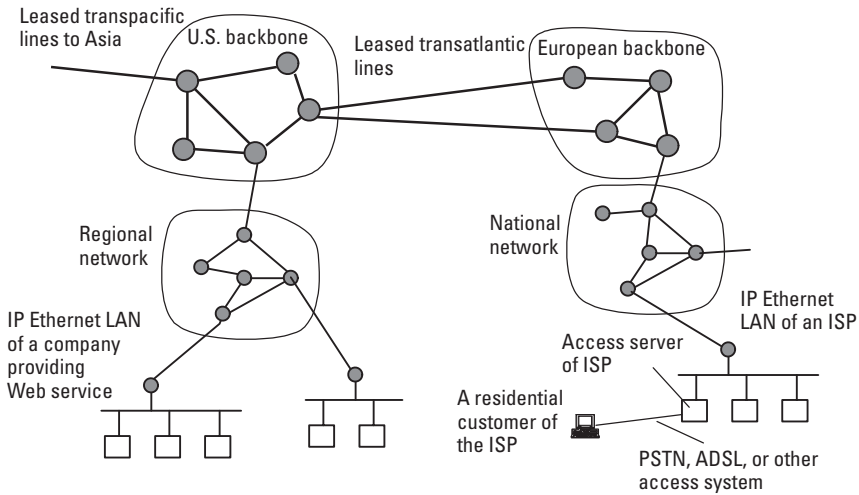 Leased transpacific
lines to Asia
U.S. backbone
Leased transatlantic
lines
European backbone
Regional
network
National
network
IP Ethernet LAN
of a company
providing
Web service
IP Ethernet
LAN of an ISP
Access server
of ISP
A residential
customer of
the ISP
PSTN, ADSL, or other
access system